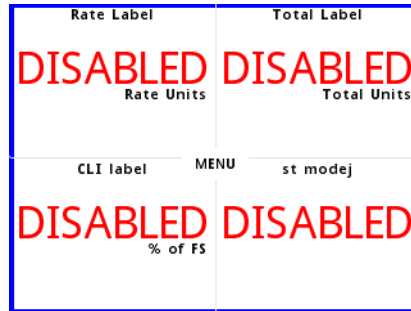 Rate Label
Total Label
DISABLED
DISABLED
Rate Units
Total Units
MENU
CLI label
st modej
DISABLED
DISABLED
% of FS